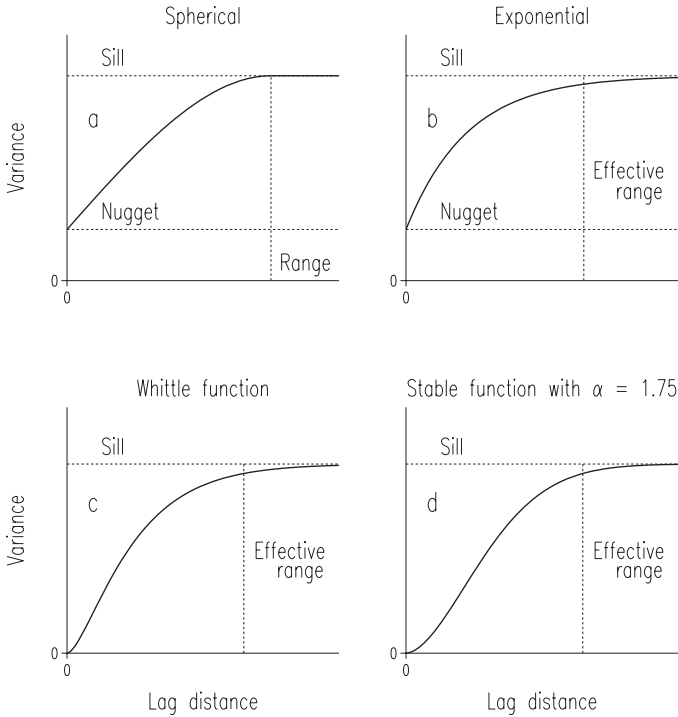 Spherical
Sill
a
Variance
Nugget
Range
0
0
Exponential
Sill
b
Effective
range
Nugget
0
0
Whittle function
Sill
c
Variance
Effective
range
0
0
Lag distance
Stable function with α = 1.75
Sill
d
Effective
range
0
0
Lag distance